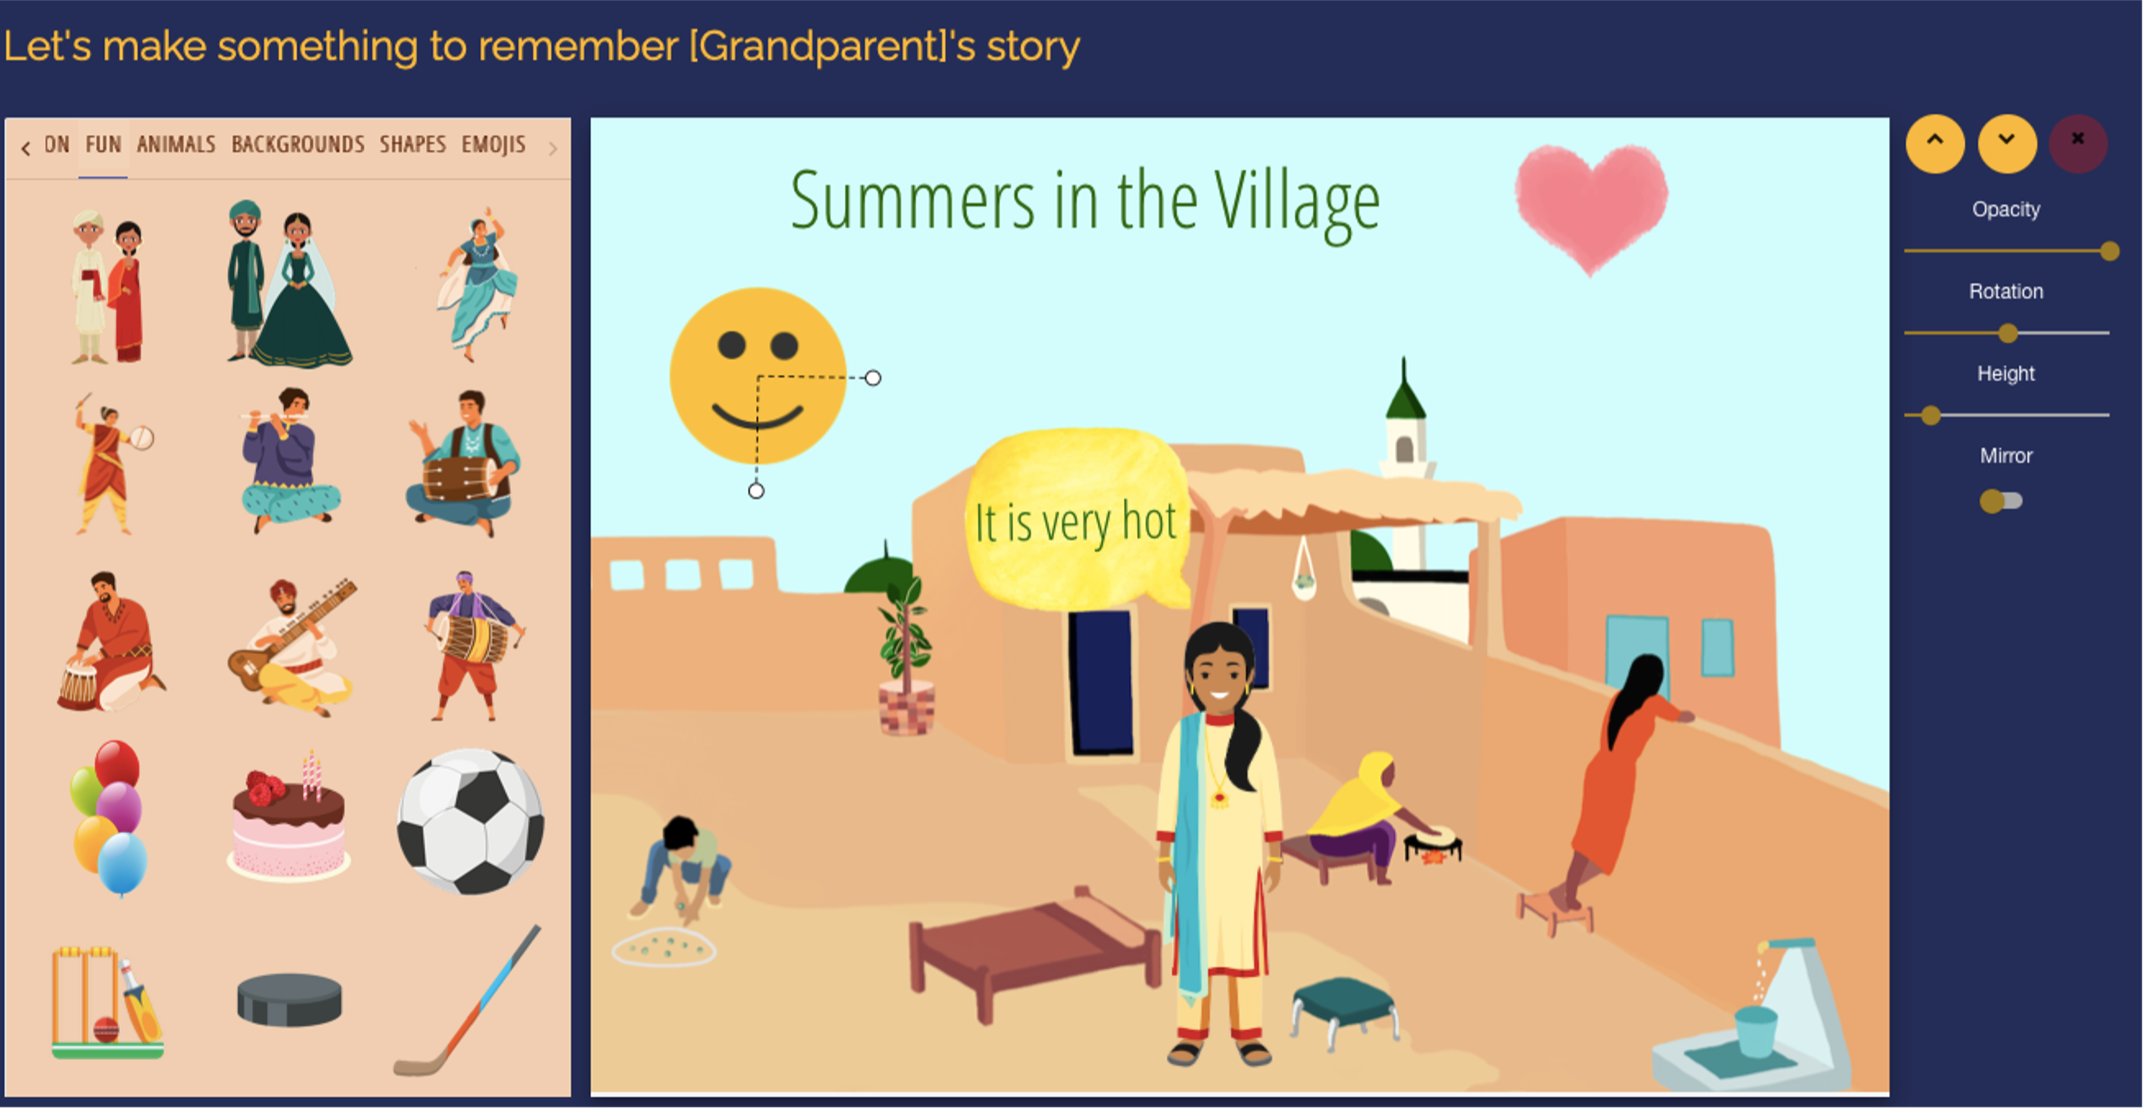 Let's make something to remember [Grandparent]'s story
ON FUN ANIMALS BACKGROUNDS SHAPES EMOJIS
Summers in the Village
It is very hot
Opacity
Rotation
Height
Mirror